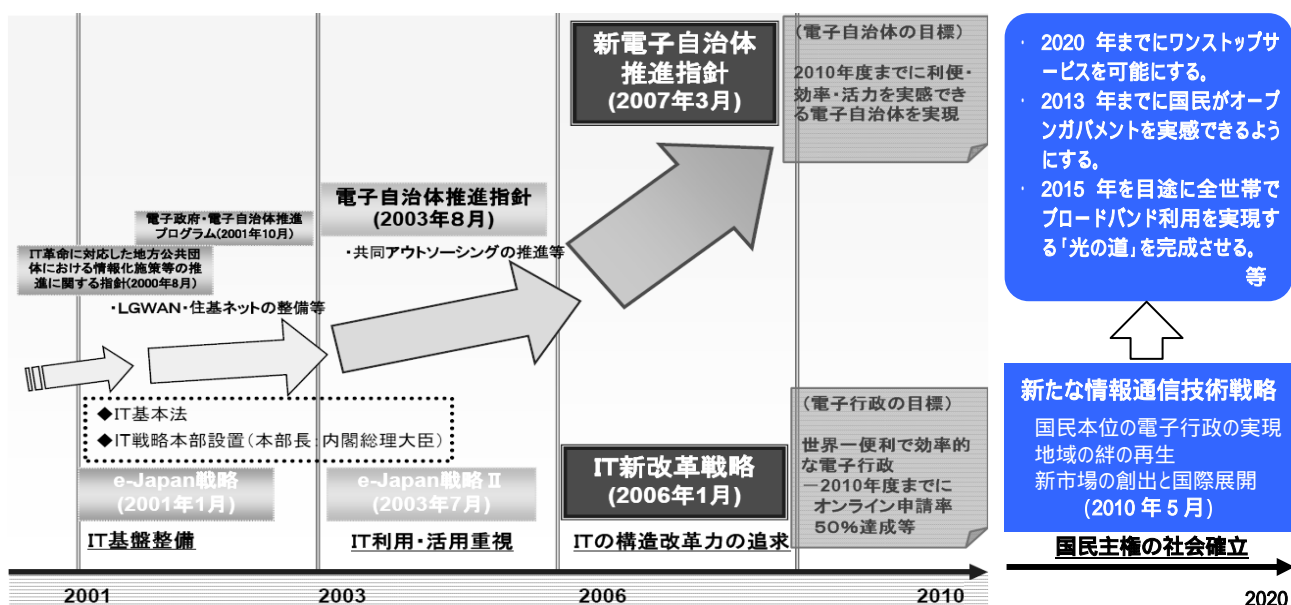 新電子自治体
推進指針
(2007年3月)
(電子自治体の目標)
2010年度までに利便・
効率・活力を実感でき
る電子自治体を実現
電子自治体推進指針
(2003年8月)
・共同アウトソーシングの推進等
電子政府・電子自治体推進
プログラム(2001年10月)
IT革命に対応した地方公共団
体における情報化施策等の推
進に関する指針(2000年8月)
・LGWAN・住基ネットの整備等
◆IT基本法
◆IT戦略本部設置(本部長:内閣総理大臣)
e-Japan戦略
(2001年1月)
IT基盤整備
e-Japan戦略Ⅱ
(2003年7月)
IT利用・活用重視
IT新改革戦略
(2006年1月)
ITの構造改革力の追求
(電子行政の目標)
世界一便利で効率的
な電子行政
-2010年度までに
オンライン申請率
50%達成等
2001
2003
2006
2010
・ 2020 年までにワンストップサ
ービスを可能にする。
・ 2013 年までに国民がオープ
ンガバメントを実感できるよう
にする。
・ 2015 年を目途に全世帯で
ブロードバンド利用を実現す
る「光の道」を完成させる。
等
新たな情報通信技術戦略
国民本位の電子行政の実現
地域の絆の再生
新市場の創出と国際展開
(2010年5月)
国民主権の社会確立
2020